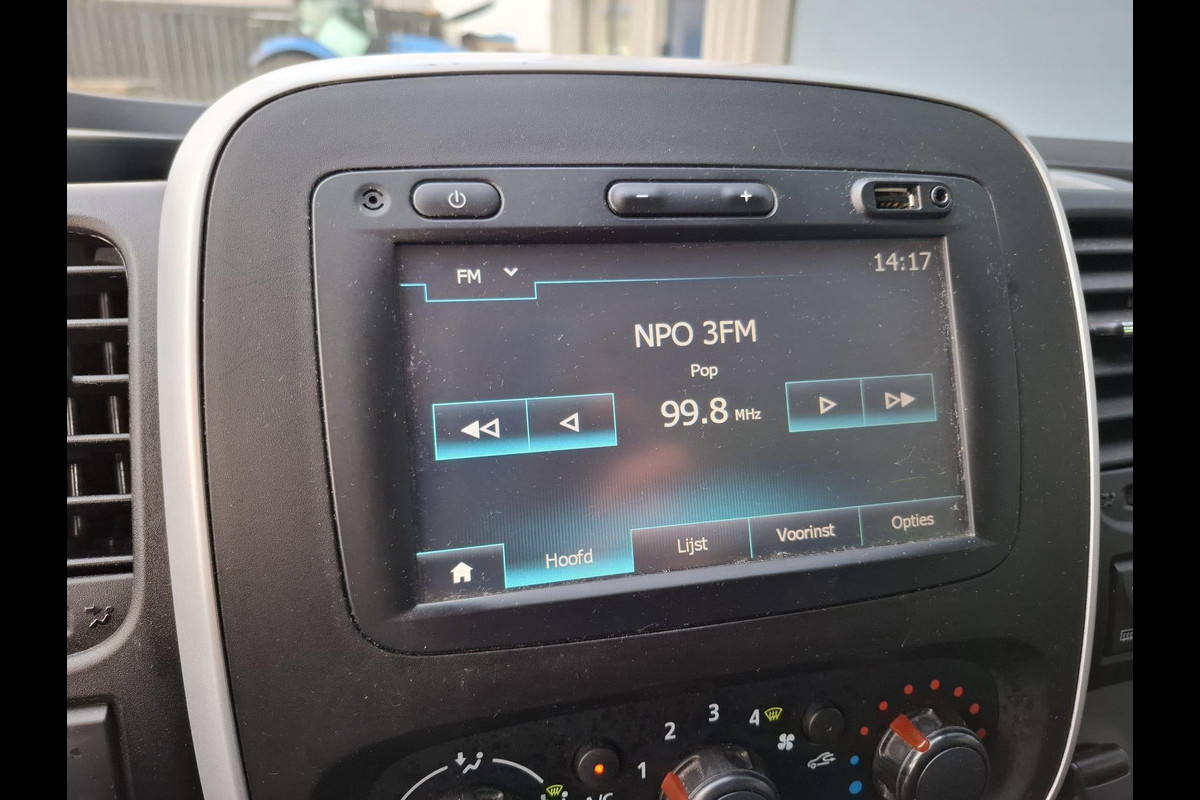 − +
FM 14:17
NPO 3FM
Pop
99.8 MHz
Hoofd Lijst Voorinst Opties
1 2 3 4
A/C